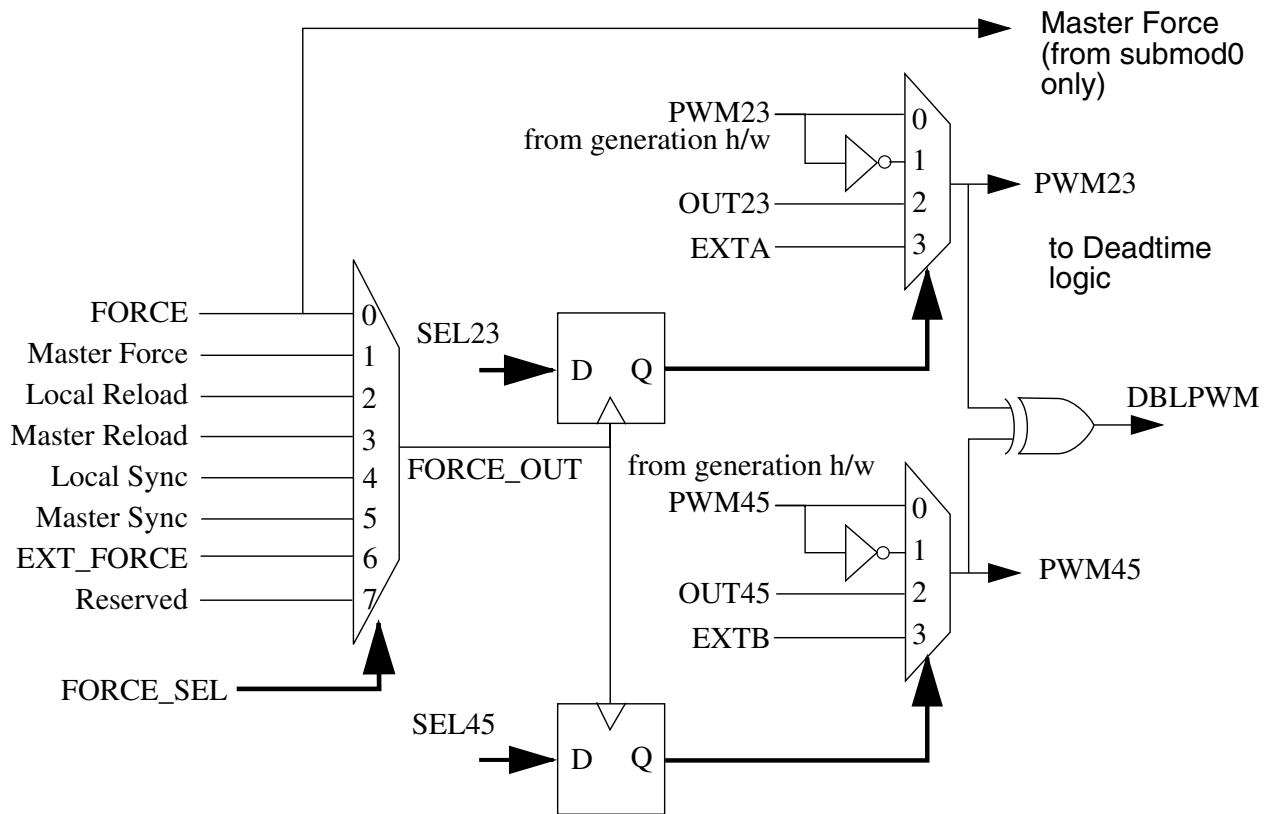 Master Force
(from submod0
only)
PWM23
from generation h/w
0
1
OUT23
2
EXTA
3
PWM23
to Deadtime
logic
FORCE
0
Master Force
1
Local Reload
2
Master Reload
3
Local Sync
4
Master Sync
5
EXT_FORCE
6
Reserved
7
FORCE_SEL
FORCE_OUT
SEL23
D Q
DBLPWM
from generation h/w
PWM45
0
1
OUT45
2
EXTB
3
PWM45
SEL45
D Q